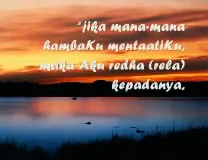 "jika mana-mana
hambaKu mentaatiKu,
maka Aku redha (rela)
kepadanya,